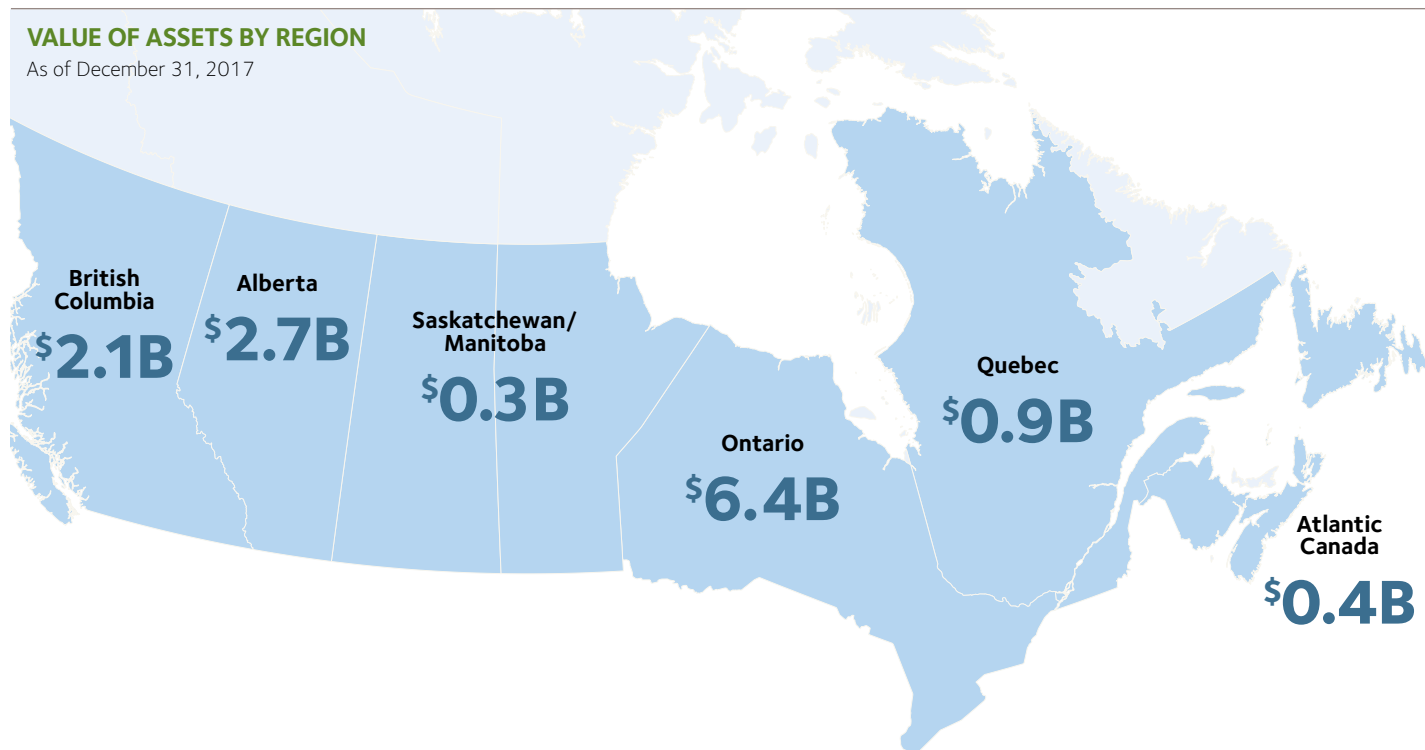 VALUE OF ASSETS BY REGION
As of December 31, 2017
British
Columbia
$2.1B
Alberta
$2.7B
Saskatchewan/
Manitoba
$0.3B
Ontario
$6.4B
Quebec
$0.9B
Atlantic
Canada
$0.4B